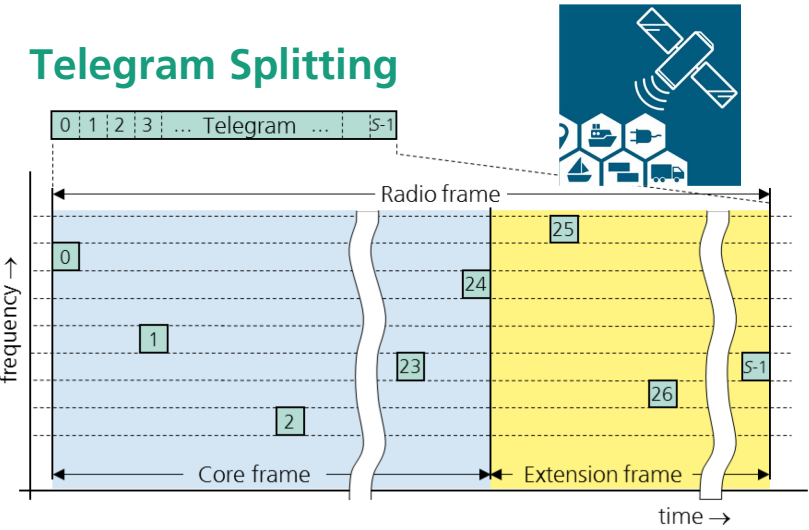 Telegram Splitting
0 1 2 3 ... Telegram ... S-1
Radio frame
25
0
24
1
23
S-1
26
2
frequency →
Core frame
Extension frame
time →